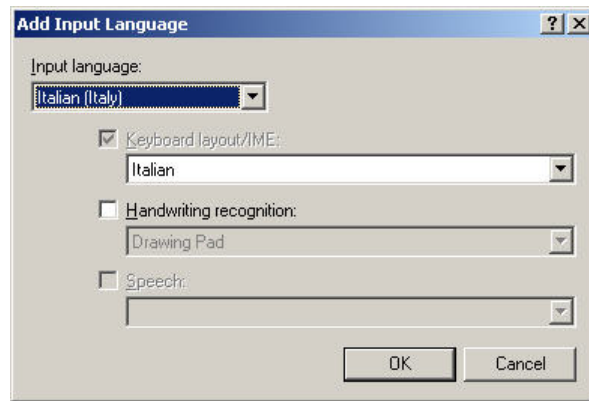 Add Input Language
Input language:
Italian (Italy)
Keyboard layout/IME:
Italian
Handwriting recognition:
Drawing Pad
Speech:
OK Cancel